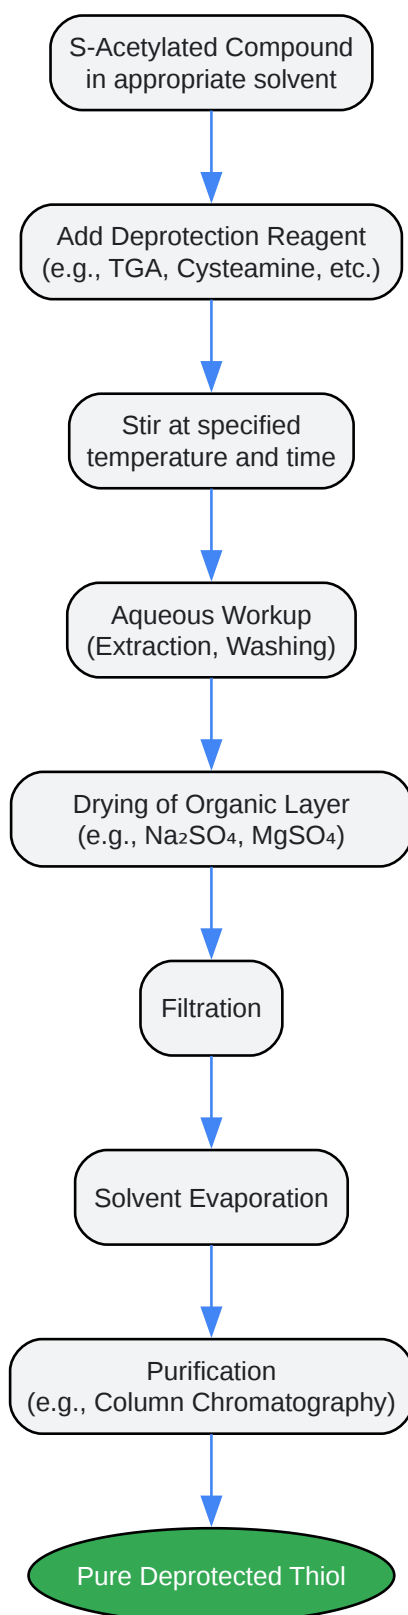 S-Acetylated Compound
in appropriate solvent
Add Deprotection Reagent
(e.g., TGA, Cysteamine, etc.)
Stir at specified
temperature and time
Aqueous Workup
(Extraction, Washing)
Drying of Organic Layer
(e.g., Na₂SO₄, MgSO₄)
Filtration
Solvent Evaporation
Purification
(e.g., Column Chromatography)
Pure Deprotected Thiol